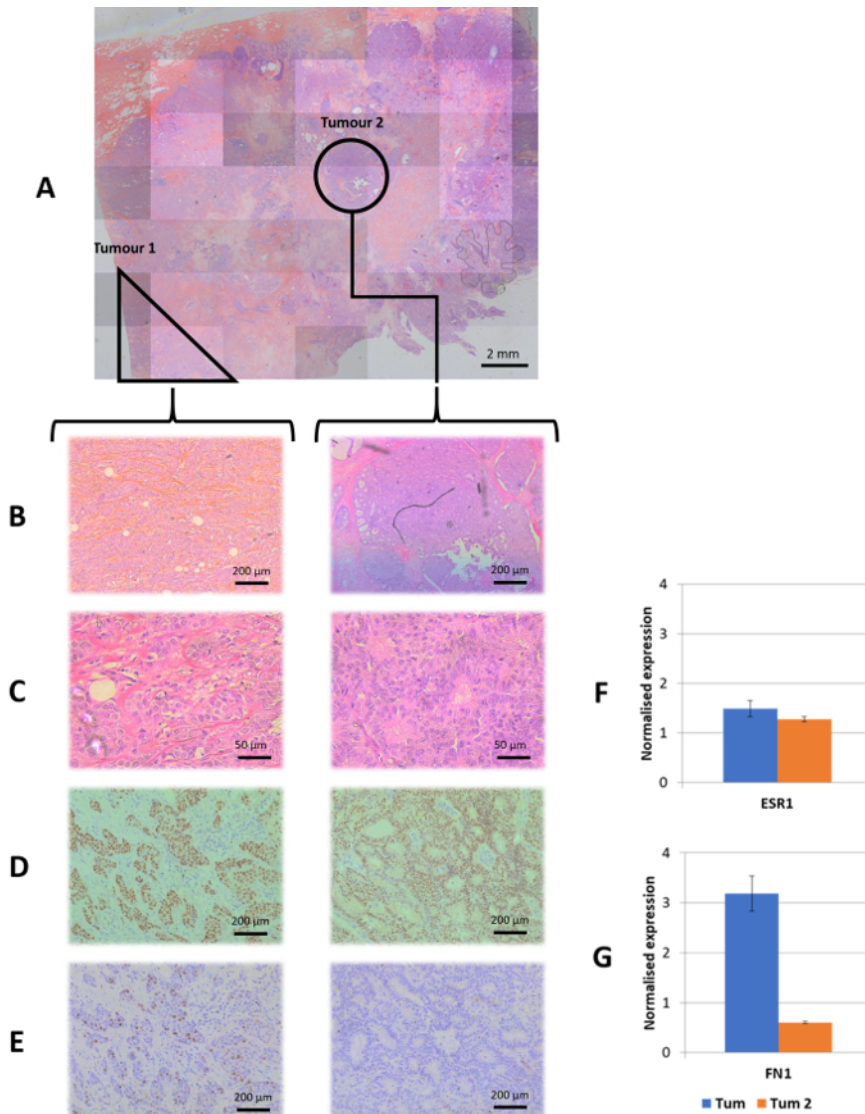 Tumour 2
A
Tumour 1
2 mm
B
200 µm
200 µm
C
50 µm
50 µm
D
200 µm
200 µm
E
200 µm
200 µm
F
Normalised expression
4
3
2
1
0
ESR1
G
Normalised expression
4
3
2
1
0
FN1
Tum
Tum 2